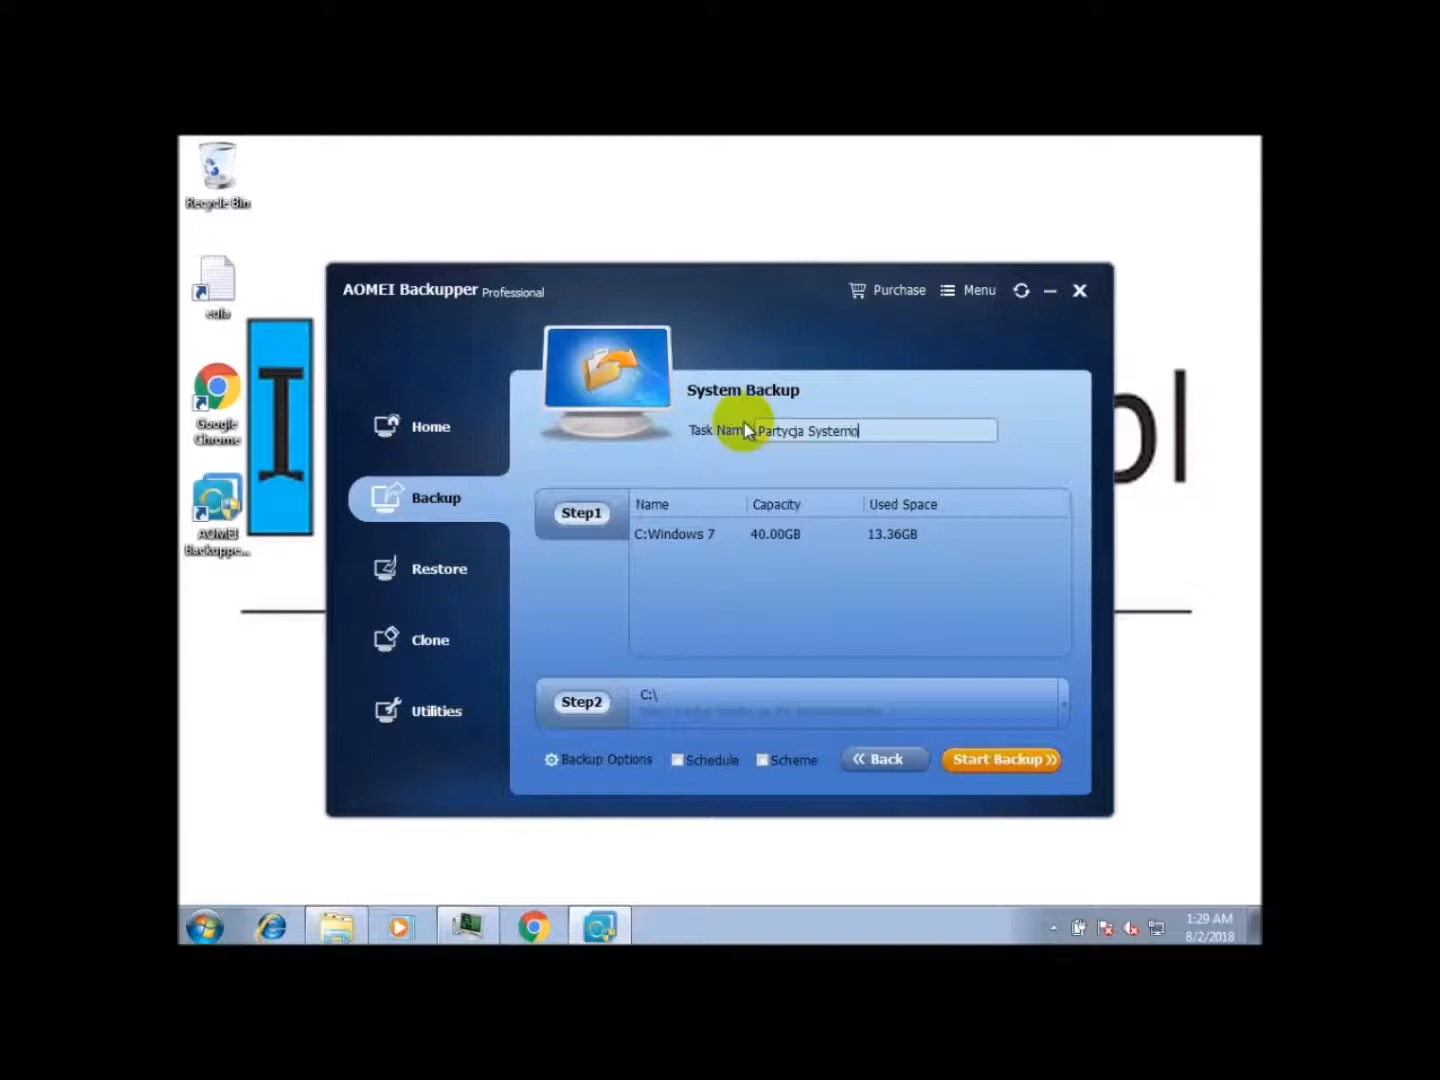 Recycle Bin
eula
Google
Chrome
AOMEI
Backuppe...
I
pl
AOMEI Backupper Professional
Purchase
Menu
System Backup
Task Nam
Partycja Systemo
Home
Backup
Restore
Clone
Utilities
Step1
Name Capacity Used Space
C:Windows 7 40.00GB 13.36GB
Step2
C:\
Backup Options Schedule Scheme Back Start Backup
1:29 AM
8/2/2018